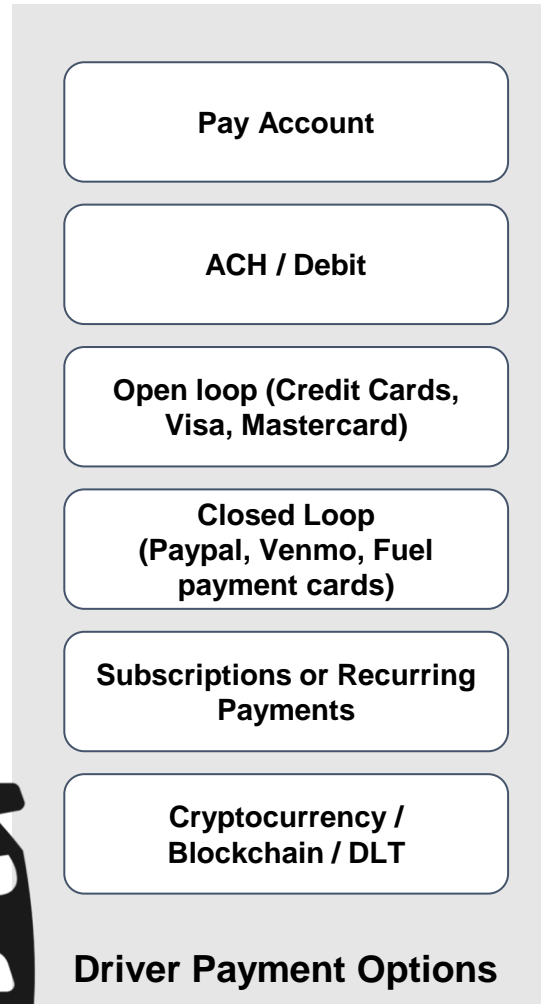 Pay Account
ACH / Debit
Open loop (Credit Cards,
Visa, Mastercard)
Closed Loop
(Paypal, Venmo, Fuel
payment cards)
Subscriptions or Recurring
Payments
Cryptocurrency /
Blockchain / DLT
Driver Payment Options